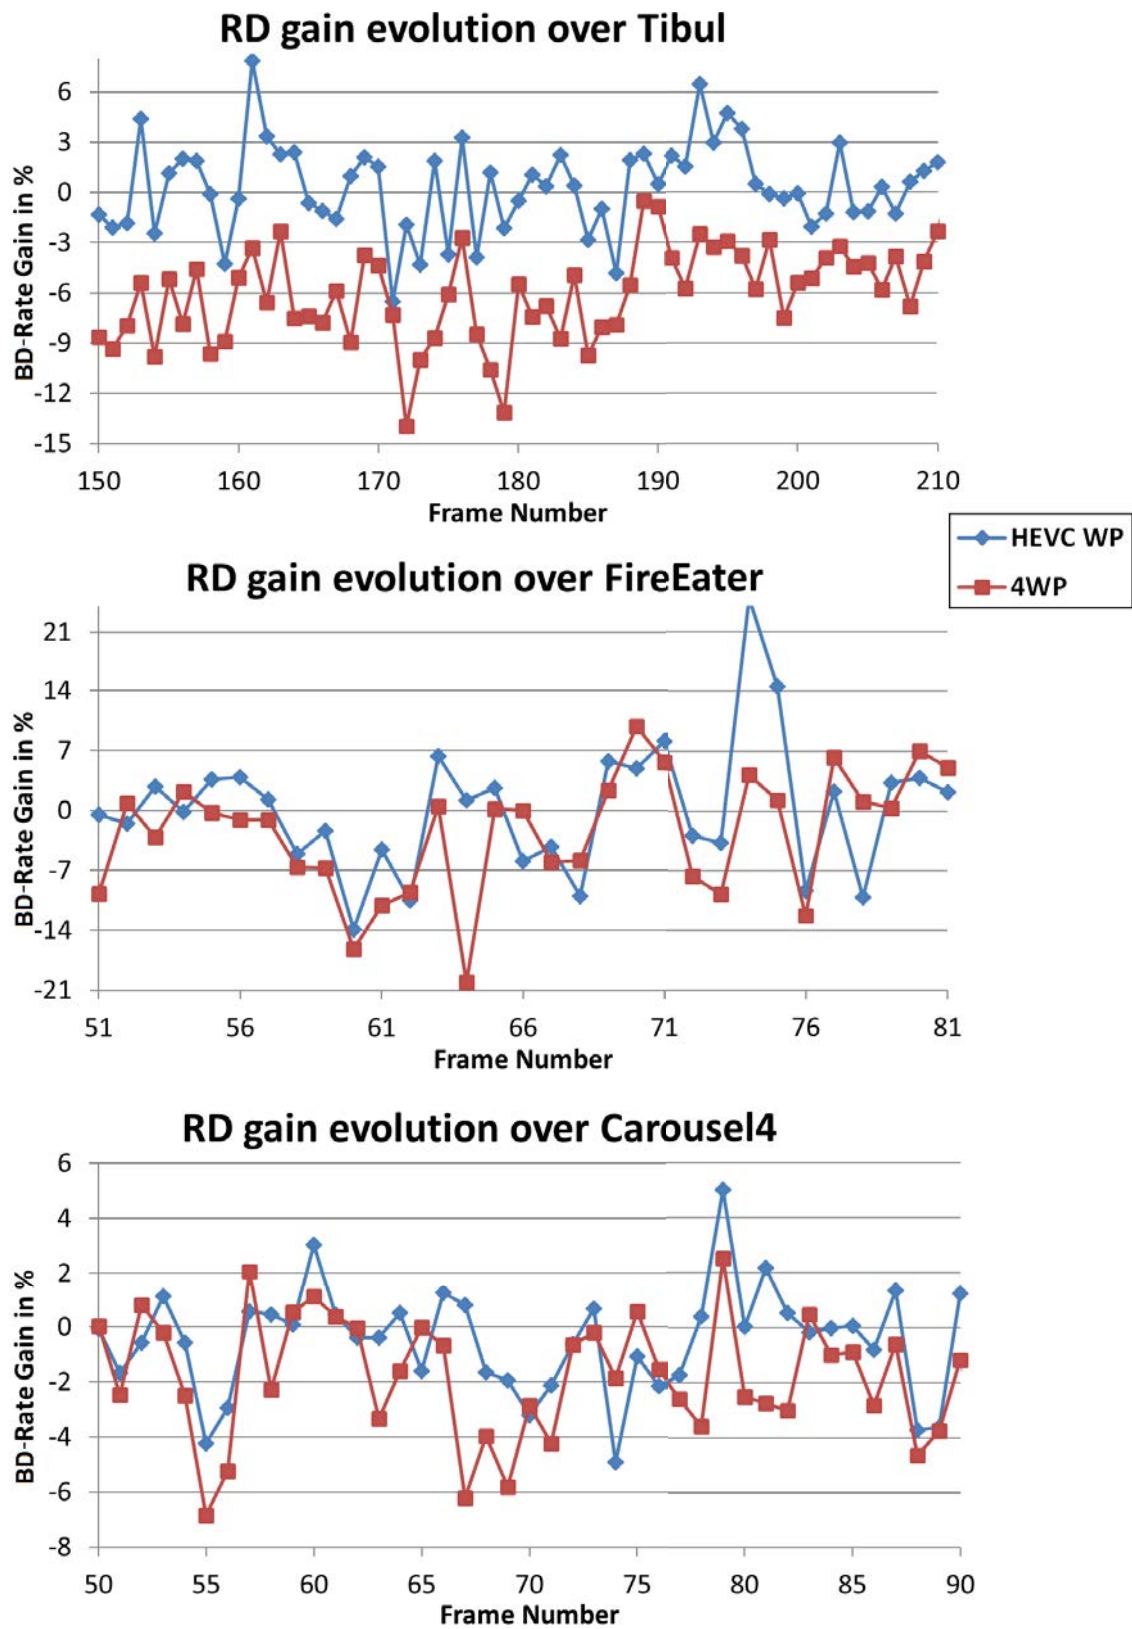 RD gain evolution over Tibul
BD-Rate Gain in %
6
3
0
-3
-6
-9
-12
-15
150 160 170 180 190 200 210
Frame Number
HEVC WP
4WP
RD gain evolution over FireEater
BD-Rate Gain in %
21
14
7
0
-7
-14
-21
51 56 61 66 71 76 81
Frame Number
RD gain evolution over Carousel4
BD-Rate Gain in %
6
4
2
0
-2
-4
-6
-8
50 55 60 65 70 75 80 85 90
Frame Number